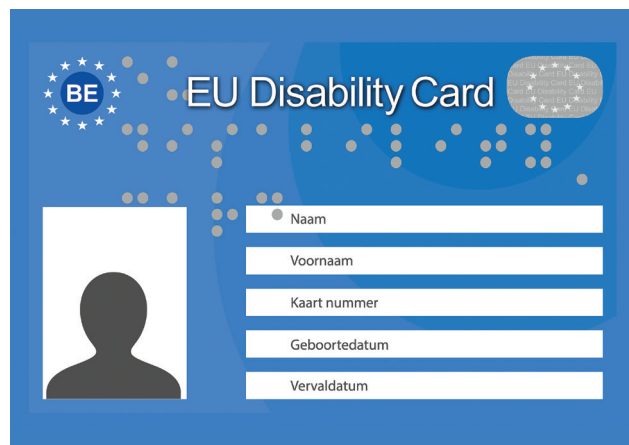 BE
EU Disability Card
Naam
Voornaam
Kaart nummer
Geboortedatum
Vervaldatum